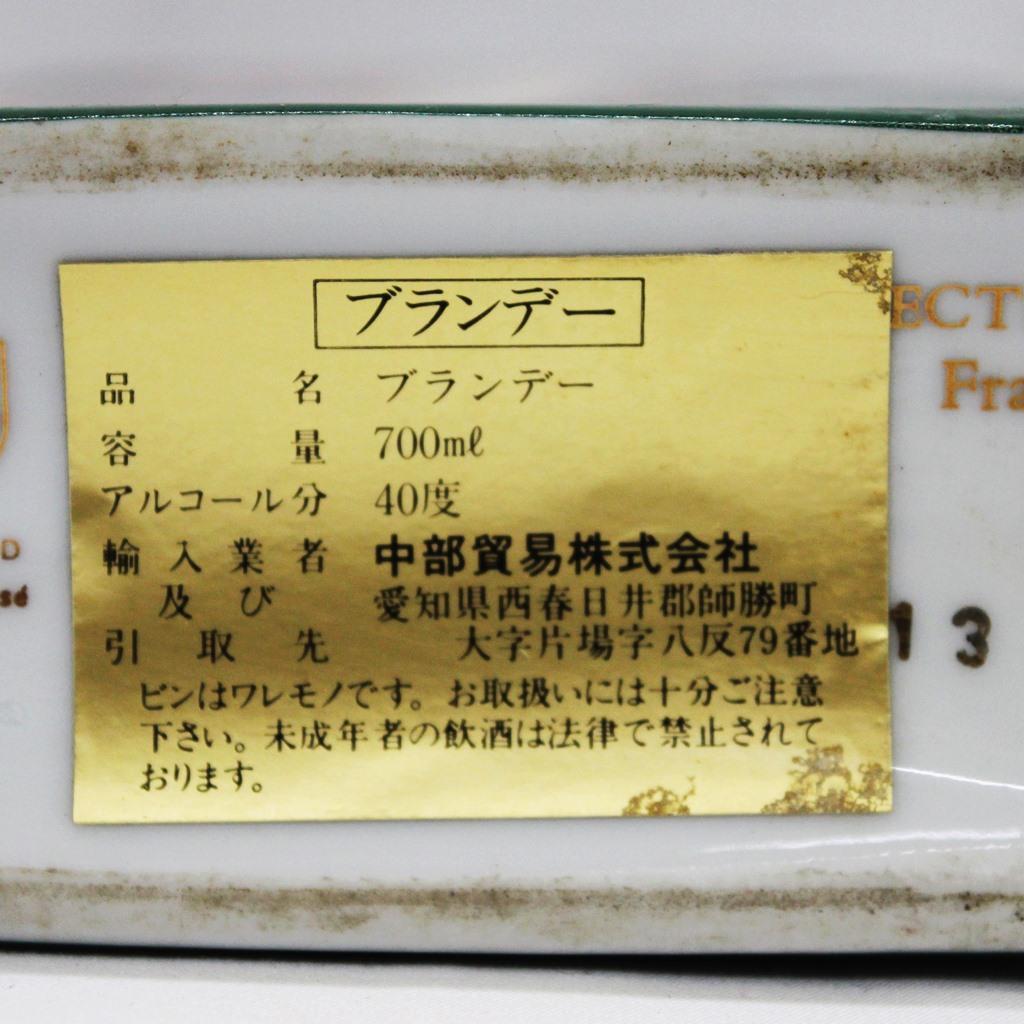 ブランデー
品名 ブランデー
容量 700mℓ
アルコール分 40度
輸入業者 中部貿易株式会社
及び 愛知県西春日井郡師勝町
引取先 大字片場字八反79番地
ビンはワレモノです。お取扱いには十分ご注意
下さい。未成年者の飲酒は法律で禁止されて
おります。
ECT
Fra
D
sé
13